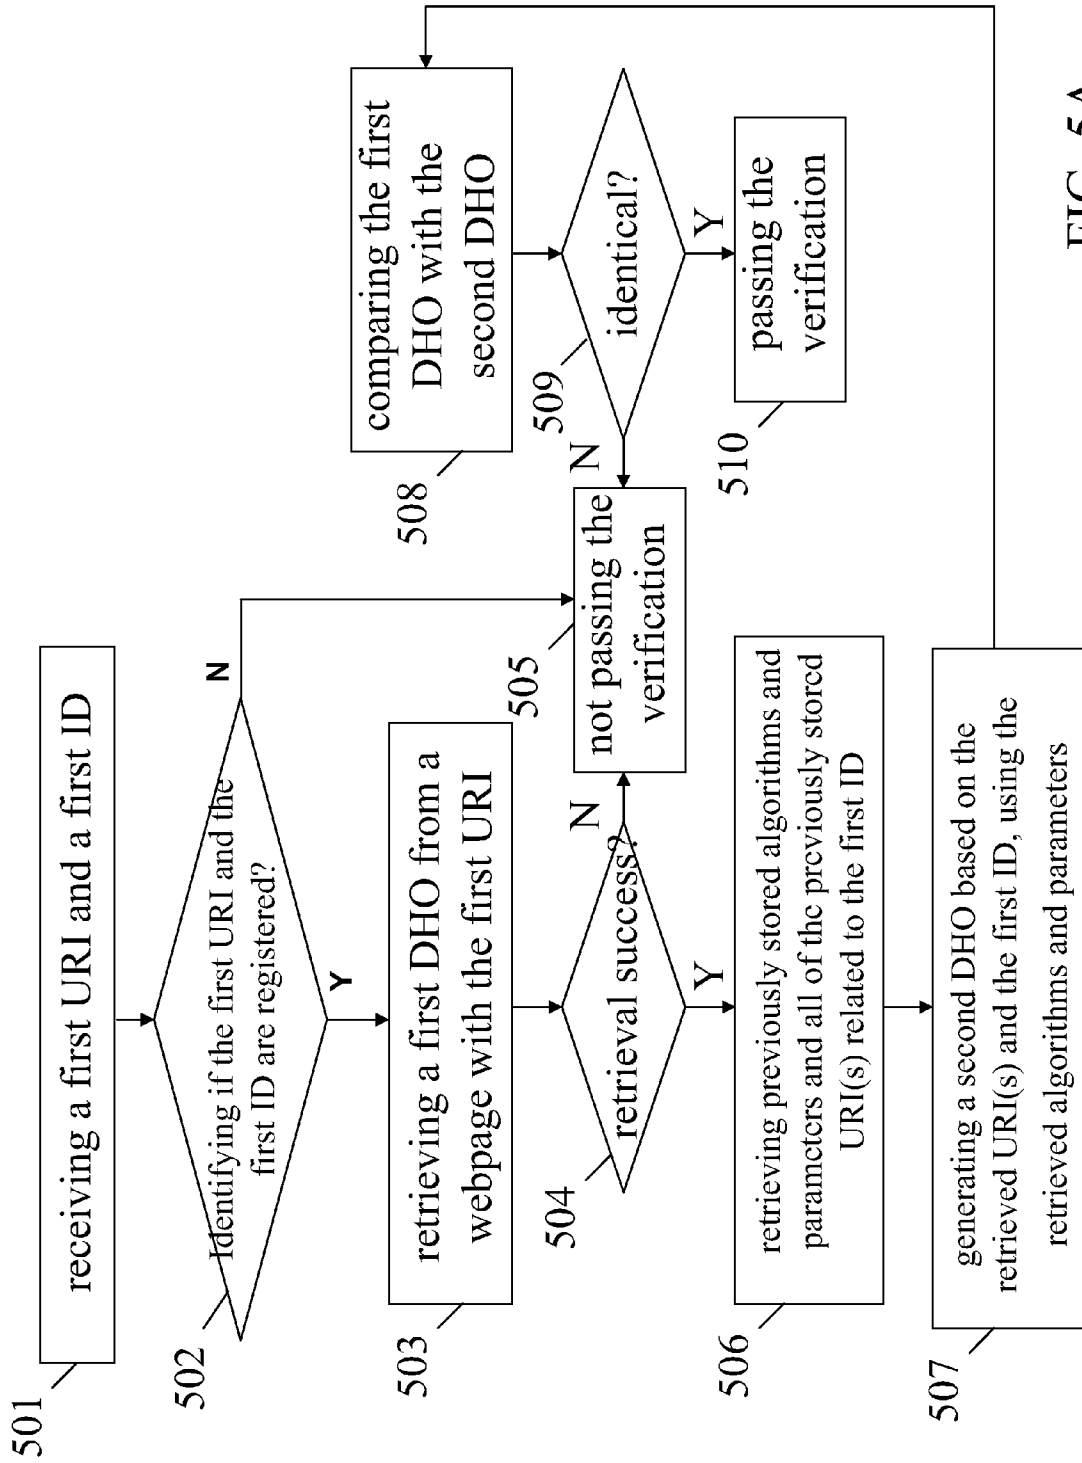 501
receiving a first URI and a first ID
502
Identifying if the first URI and the
first ID are registered?
N
Y
503
retrieving a first DHO from a
webpage with the first URI
504
retrieval success?
N
Y
505
not passing the
verification
506
retrieving previously stored algorithms and
parameters and all of the previously stored
URI(s) related to the first ID
507
generating a second DHO based on the
retrieved URI(s) and the first ID, using the
retrieved algorithms and parameters
508
comparing the first
DHO with the
second DHO
509
identical?
N
Y
510
passing the
verification
FIG. 5A